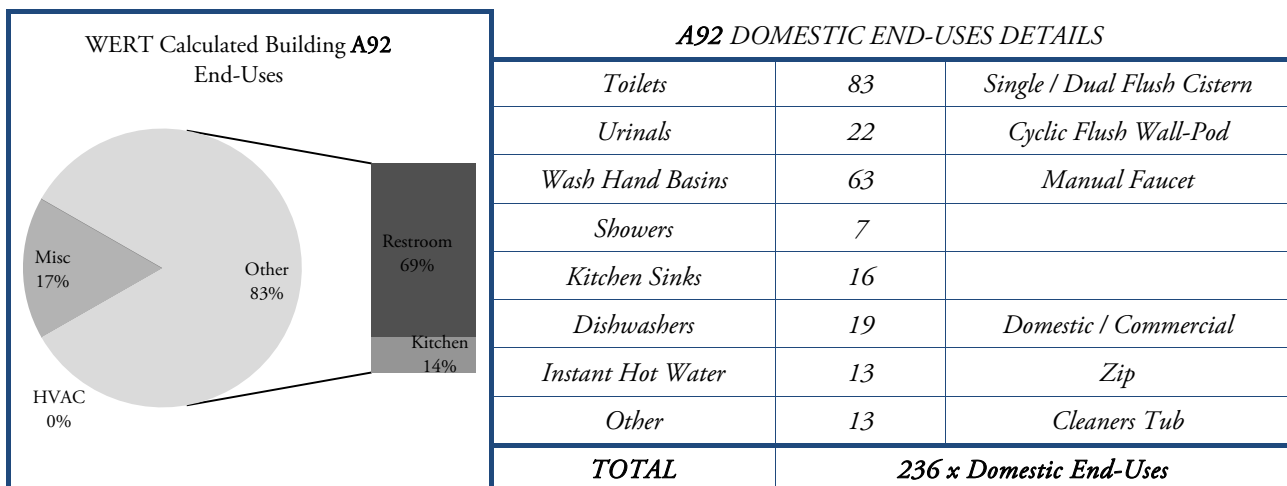 WERT Calculated Building A92
End-Uses
Misc
17%
Other
83%
HVAC
0%
Restroom
69%
Kitchen
14%
A92 DOMESTIC END-USES DETAILS
Toilets 83 Single / Dual Flush Cistern
Urinals 22 Cyclic Flush Wall-Pod
Wash Hand Basins 63 Manual Faucet
Showers 7
Kitchen Sinks 16
Dishwashers 19 Domestic / Commercial
Instant Hot Water 13 Zip
Other 13 Cleaners Tub
TOTAL 236 x Domestic End-Uses